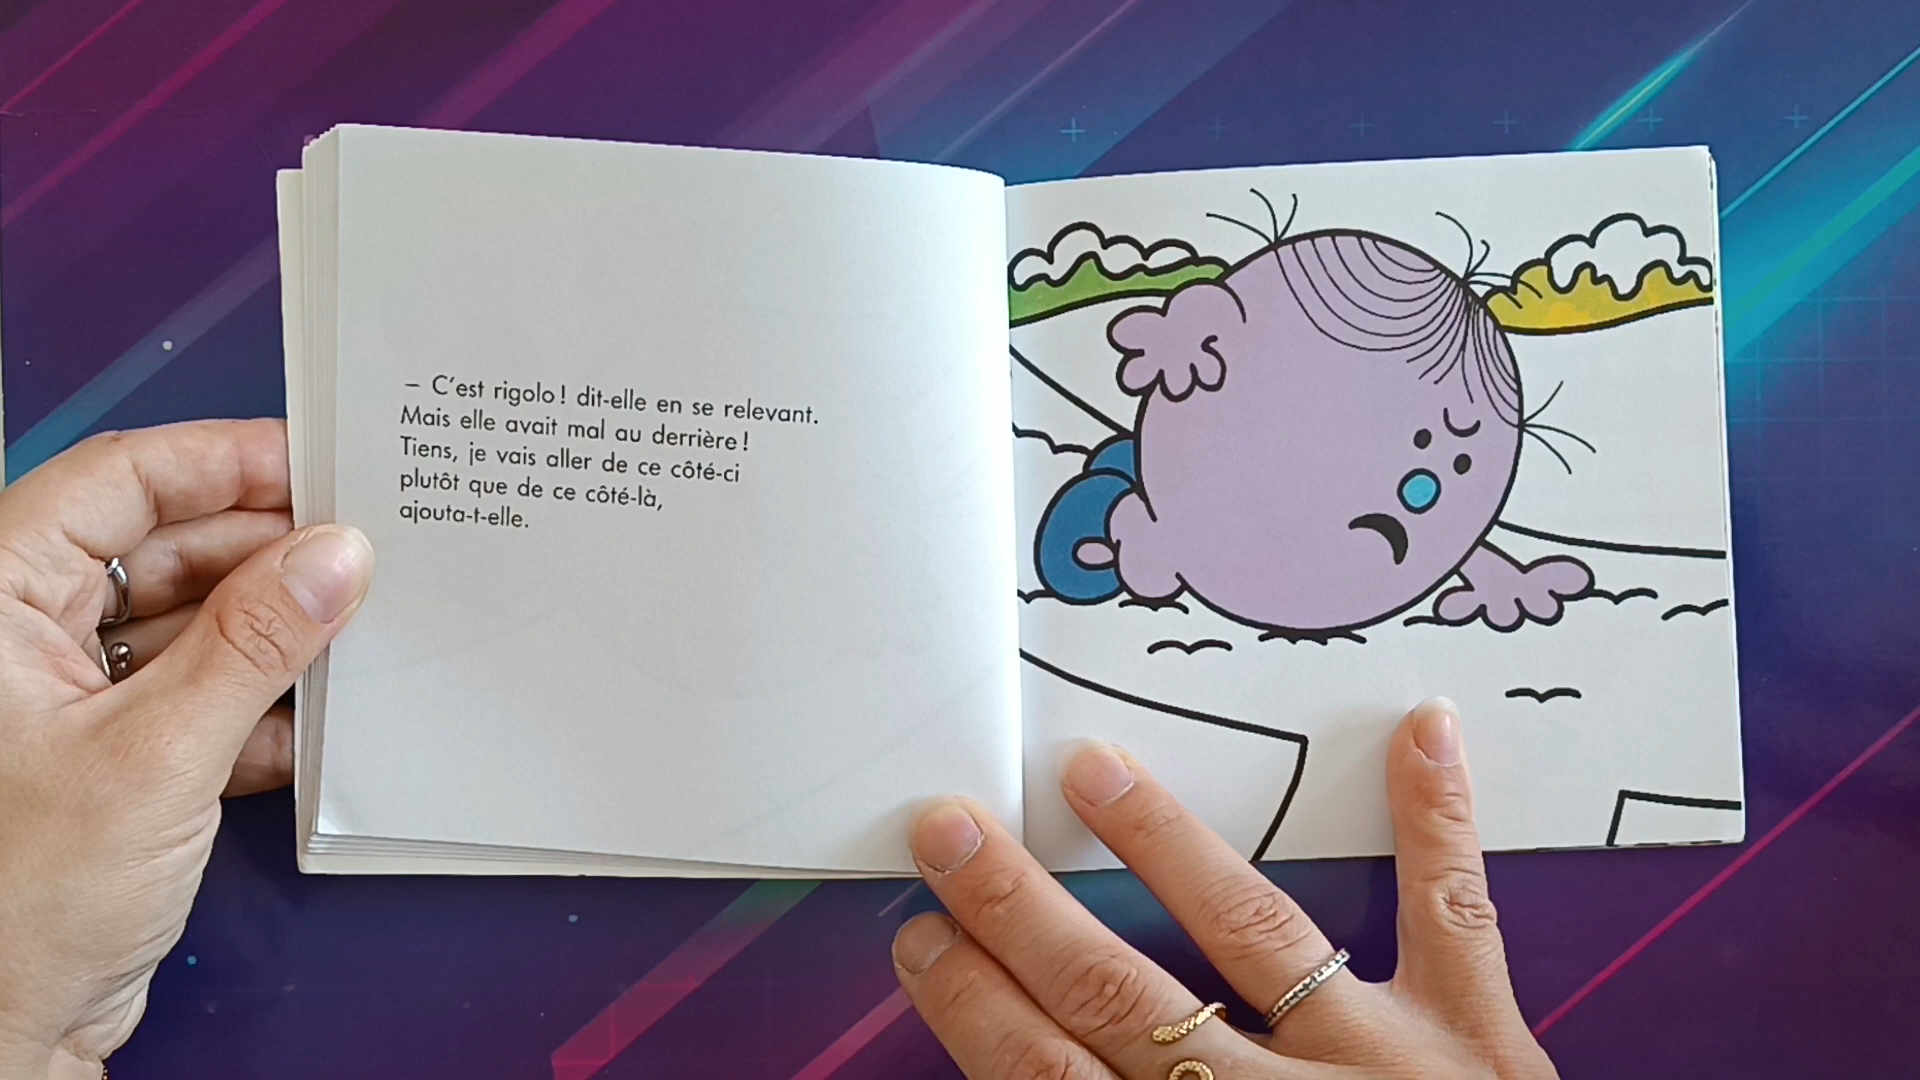 – C'est rigolo ! dit-elle en se relevant.
Mais elle avait mal au derrière !
Tiens, je vais aller de ce côté-ci
plutôt que de ce côté-là,
ajouta-t-elle.